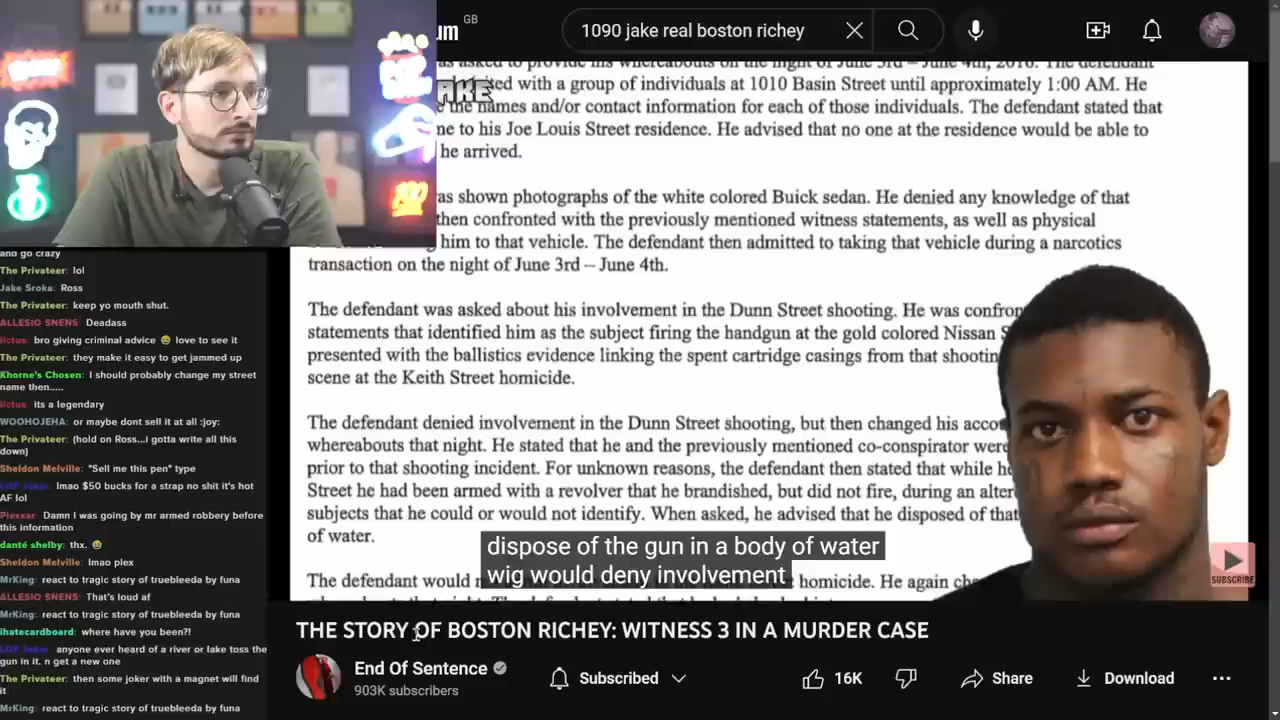 GB
um
1090 jake real boston richey
AKE
as asked to provide his whereabouts on the night of June 3rd – June 4th, 2016. The defendant
ted with a group of individuals at 1010 Basin Street until approximately 1:00 AM. He
e the names and/or contact information for each of those individuals. The defendant stated that
ne to his Joe Louis Street residence. He advised that no one at the residence would be able to
he arrived.
as shown photographs of the white colored Buick sedan. He denied any knowledge of that
then confronted with the previously mentioned witness statements, as well as physical
him to that vehicle. The defendant then admitted to taking that vehicle during a narcotics
transaction on the night of June 3rd – June 4th.
The defendant was asked about his involvement in the Dunn Street shooting. He was confron
statements that identified him as the subject firing the handgun at the gold colored Nissan S
presented with the ballistics evidence linking the spent cartridge casings from that shootin
scene at the Keith Street homicide.
The defendant denied involvement in the Dunn Street shooting, but then changed his acco
whereabouts that night. He stated that he and the previously mentioned co-conspirator were
prior to that shooting incident. For unknown reasons, the defendant then stated that while he
Street he had been armed with a revolver that he brandished, but did not fire, during an alter
subjects that he could or would not identify. When asked, he advised that he disposed of that
of water.
The defendant would n
homicide. He again cha
dispose of the gun in a body of water
wig would deny involvement
SUBSCRIBE
THE STORY OF BOSTON RICHEY: WITNESS 3 IN A MURDER CASE
End Of Sentence
903K subscribers
Subscribed
16K
Share
Download
and go crazy
The Privateer: lol
Jake Sroka: Ross
The Privateer: keep yo mouth shut.
ALLESIO SNENS: Deadass
lictus: bro giving criminal advice 😂 love to see it
The Privateer: they make it easy to get jammed up
Khorne's Chosen: I should probably change my street
name then.....
lictus: its a legendary
WOOHOJEHA: or maybe dont sell it at all :joy:
The Privateer: (hold on Ross...i gotta write all this
down)
Sheldon Melville: "Sell me this pen" type
LOF Joker: lmao $50 bucks for a strap no shit it's hot
AF lol
Plexxar: Damn I was going by mr armed robbery before
this information
danté shelby: thx. 😂
Sheldon Melville: lmao plex
MrKing: react to tragic story of truebleeda by funa
ALLESIO SNENS: That's loud af
MrKing: react to tragic story of truebleeda by funa
ihatecardboard: where have you been?!
LOF Joker: anyone ever heard of a river or lake toss the
gun in it. n get a new one
The Privateer: then some joker with a magnet will find
it
MrKing: react to tragic story of truebleeda by funa